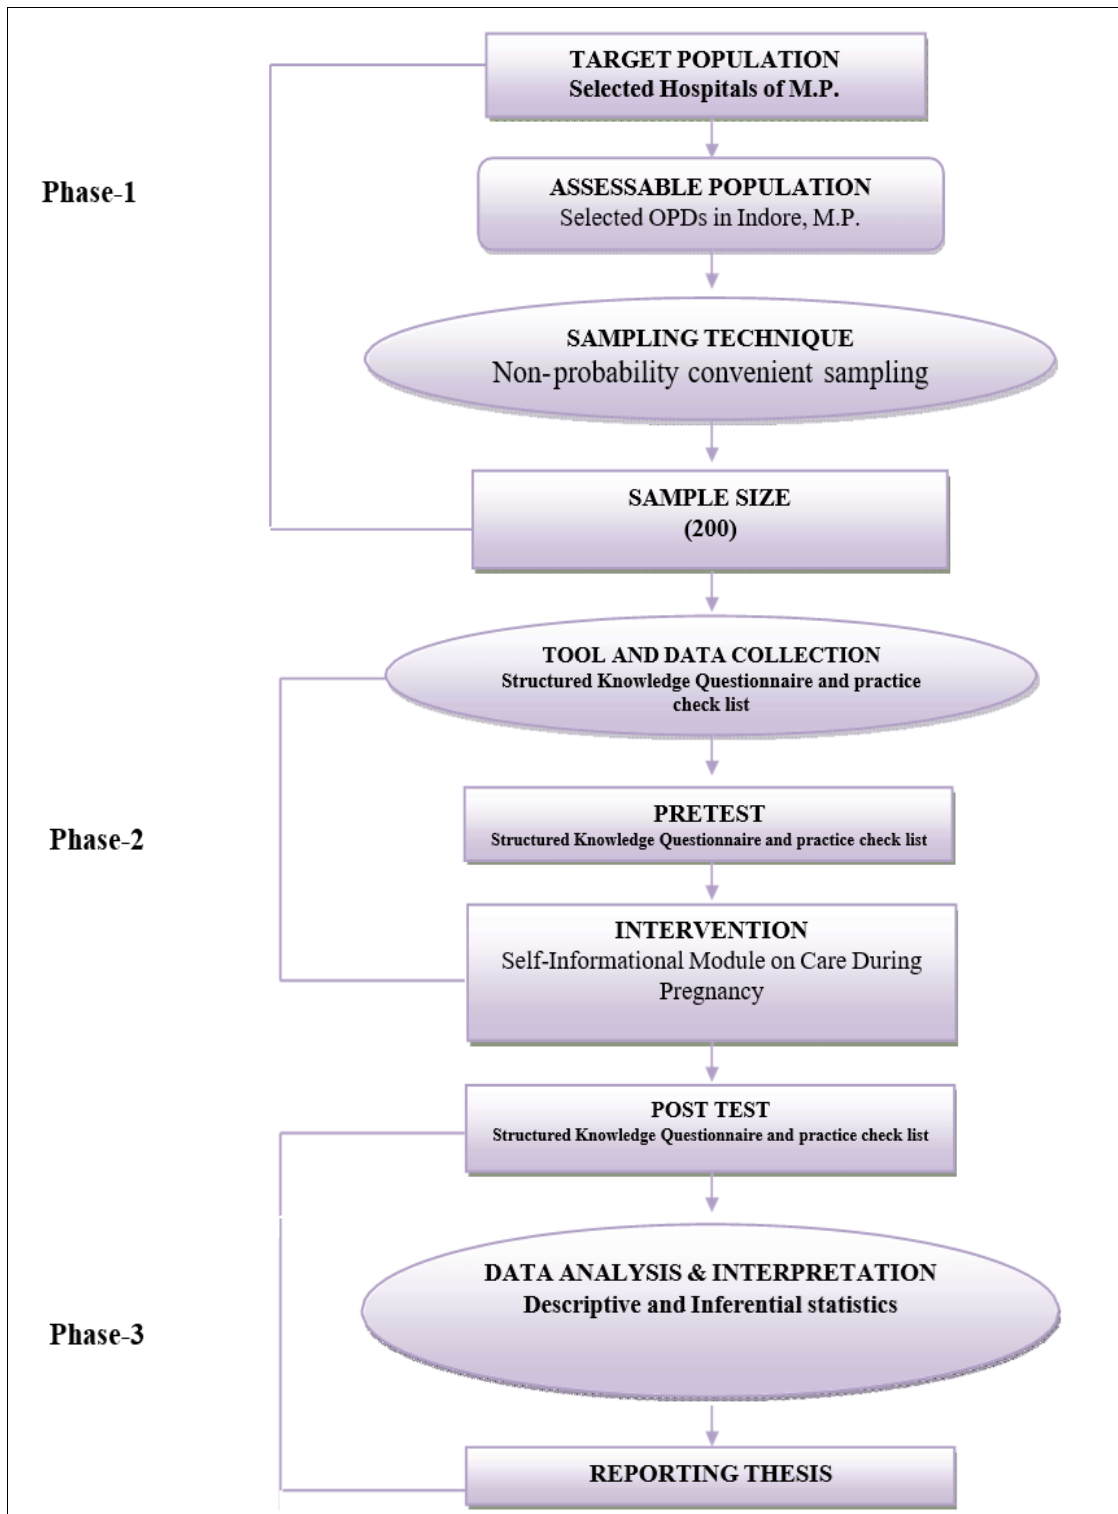 TARGET POPULATION
Selected Hospitals of M.P.
Phase-1
ASSESSABLE POPULATION
Selected OPDs in Indore, M.P.
SAMPLING TECHNIQUE
Non-probability convenient sampling
SAMPLE SIZE
(200)
TOOL AND DATA COLLECTION
Structured Knowledge Questionnaire and practice
check list
Phase-2
PRETEST
Structured Knowledge Questionnaire and practice check list
INTERVENTION
Self-Informational Module on Care During
Pregnancy
POST TEST
Structured Knowledge Questionnaire and practice check list
Phase-3
DATA ANALYSIS & INTERPRETATION
Descriptive and Inferential statistics
REPORTING THESIS